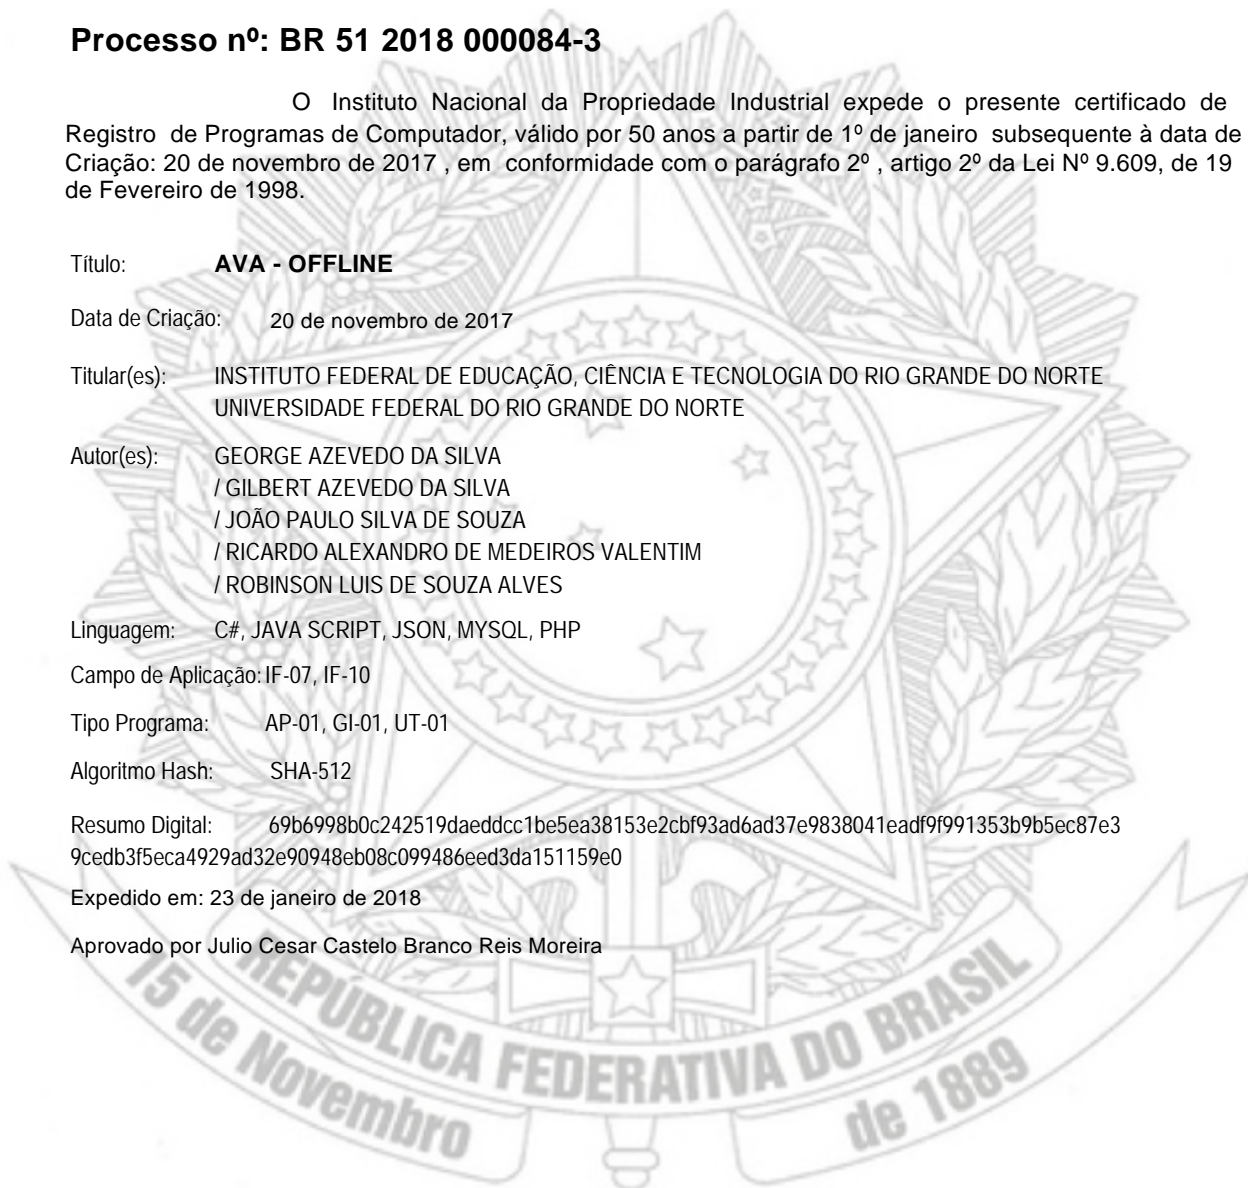 Processo nº: BR 51 2018 000084-3
O Instituto Nacional da Propriedade Industrial expede o presente certificado de
Registro de Programas de Computador, válido por 50 anos a partir de 1º de janeiro subsequente à data de
Criação: 20 de novembro de 2017 , em conformidade com o parágrafo 2º , artigo 2º da Lei Nº 9.609, de 19
de Fevereiro de 1998.
Título: AVA - OFFLINE
Data de Criação: 20 de novembro de 2017
Titular(es): INSTITUTO FEDERAL DE EDUCAÇÃO, CIÊNCIA E TECNOLOGIA DO RIO GRANDE DO NORTE
UNIVERSIDADE FEDERAL DO RIO GRANDE DO NORTE
Autor(es): GEORGE AZEVEDO DA SILVA
/ GILBERT AZEVEDO DA SILVA
/ JOÃO PAULO SILVA DE SOUZA
/ RICARDO ALEXANDRO DE MEDEIROS VALENTIM
/ ROBINSON LUIS DE SOUZA ALVES
Linguagem: C#, JAVA SCRIPT, JSON, MYSQL, PHP
Campo de Aplicação: IF-07, IF-10
Tipo Programa: AP-01, GI-01, UT-01
Algoritmo Hash: SHA-512
Resumo Digital: 69b6998b0c242519daeddcc1be5ea38153e2cbf93ad6ad37e9838041eadf9f991353b9b5ec87e3
9cedb3f5eca4929ad32e90948eb08c099486eed3da151159e0
Expedido em: 23 de janeiro de 2018
Aprovado por Julio Cesar Castelo Branco Reis Moreira
REPÚBLICA FEDERATIVA DO BRASIL
15 de Novembro de 1889